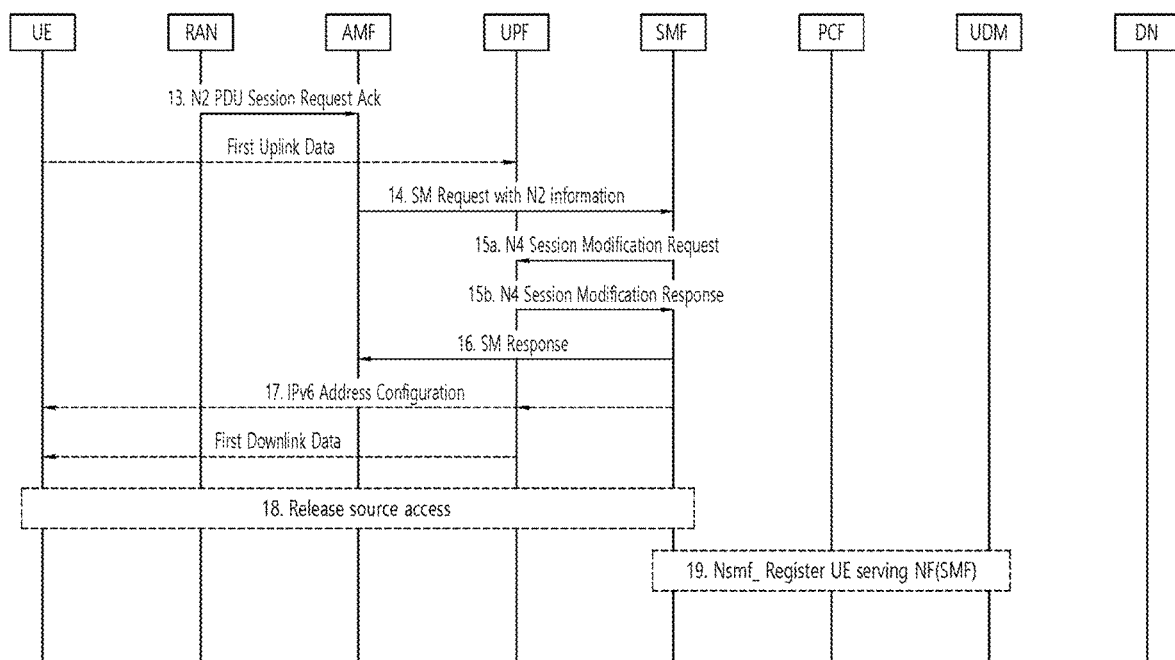 UE
RAN
AMF
UPF
SMF
PCF
UDM
DN
13. N2 PDU Session Request Ack
First Uplink Data
14. SM Request with N2 information
15a. N4 Session Modification Request
15b. N4 Session Modification Response
16. SM Response
17. IPv6 Address Configuration
First Downlink Data
18. Release source access
19. Nsmf_ Register UE serving NF(SMF)